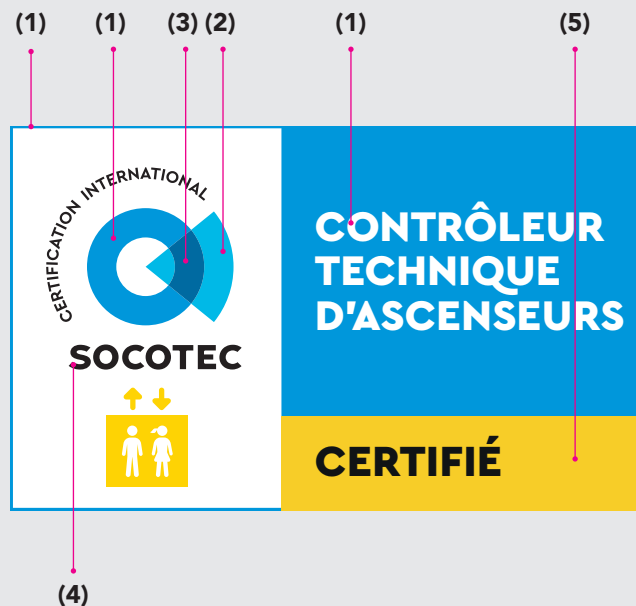 (1) (1) (3) (2) (1) (5)
CERTIFICATION INTERNATIONAL
SOCOTEC
CONTRÔLEUR
TECHNIQUE
D'ASCENSEURS
CERTIFIÉ
(4)